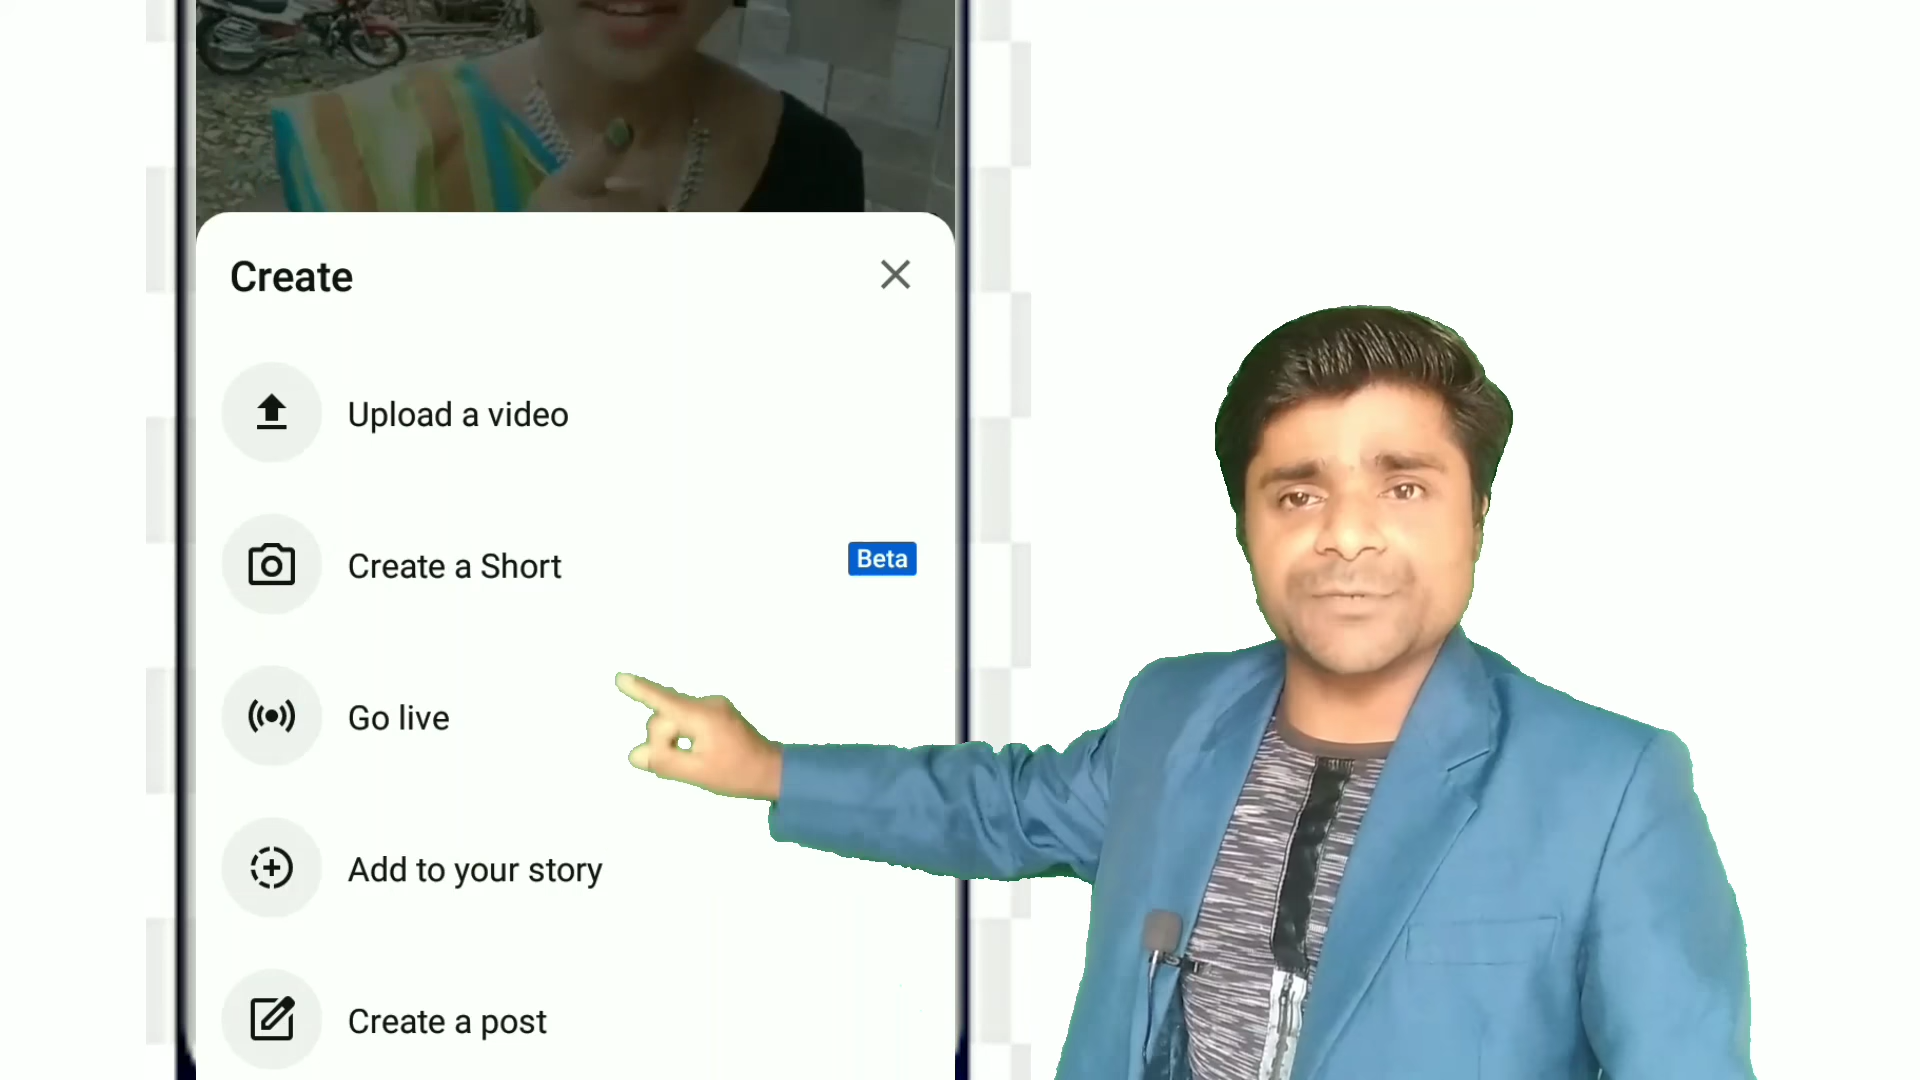 Create
Upload a video
Create a Short
Beta
Go live
Add to your story
Create a post